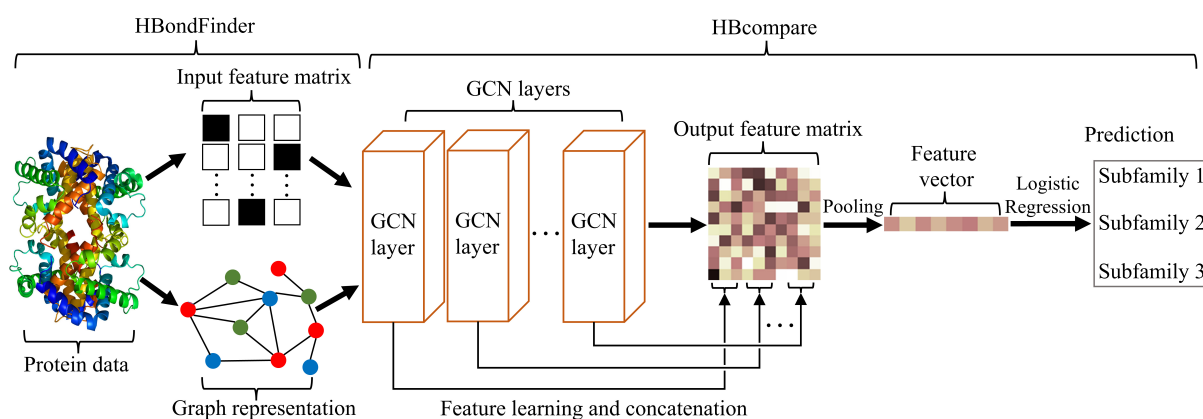 HBondFinder
HBcompare
Input feature matrix
GCN layers
Output feature matrix
Prediction
Feature
vector
Subfamily 1
GCN
layer
GCN
layer
...
GCN
layer
Pooling
Logistic
Regression
Subfamily 2
Subfamily 3
...
Protein data
Graph representation
Feature learning and concatenation